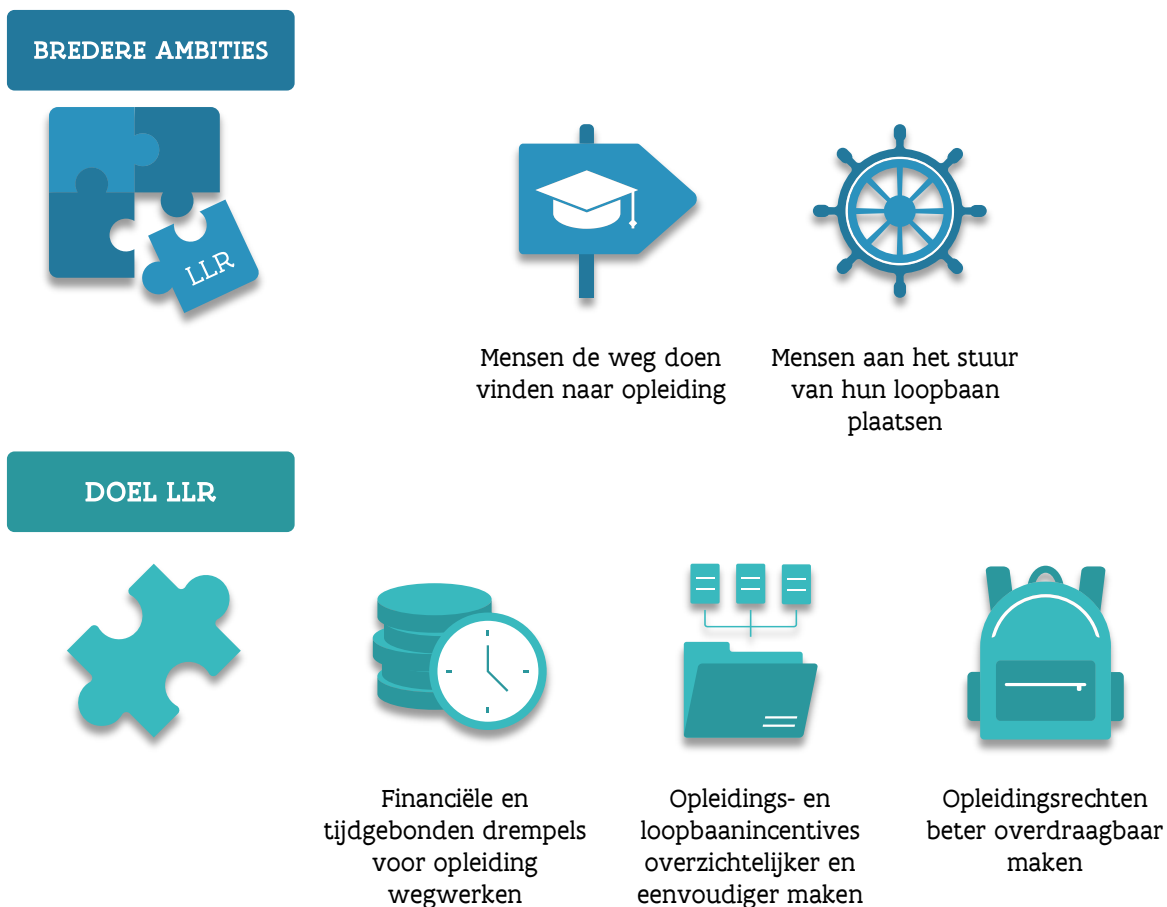 BREDERE AMBITIES
LLR
Mensen de weg doen
vinden naar opleiding
Mensen aan het stuur
van hun loopbaan
plaatsen
DOEL LLR
Financiële en
tijdgebonden drempels
voor opleiding
wegwerken
Opleidings- en
loopbaanincentives
overzichtelijker en
eenvoudiger maken
Opleidingsrechten
beter overdraagbaar
maken